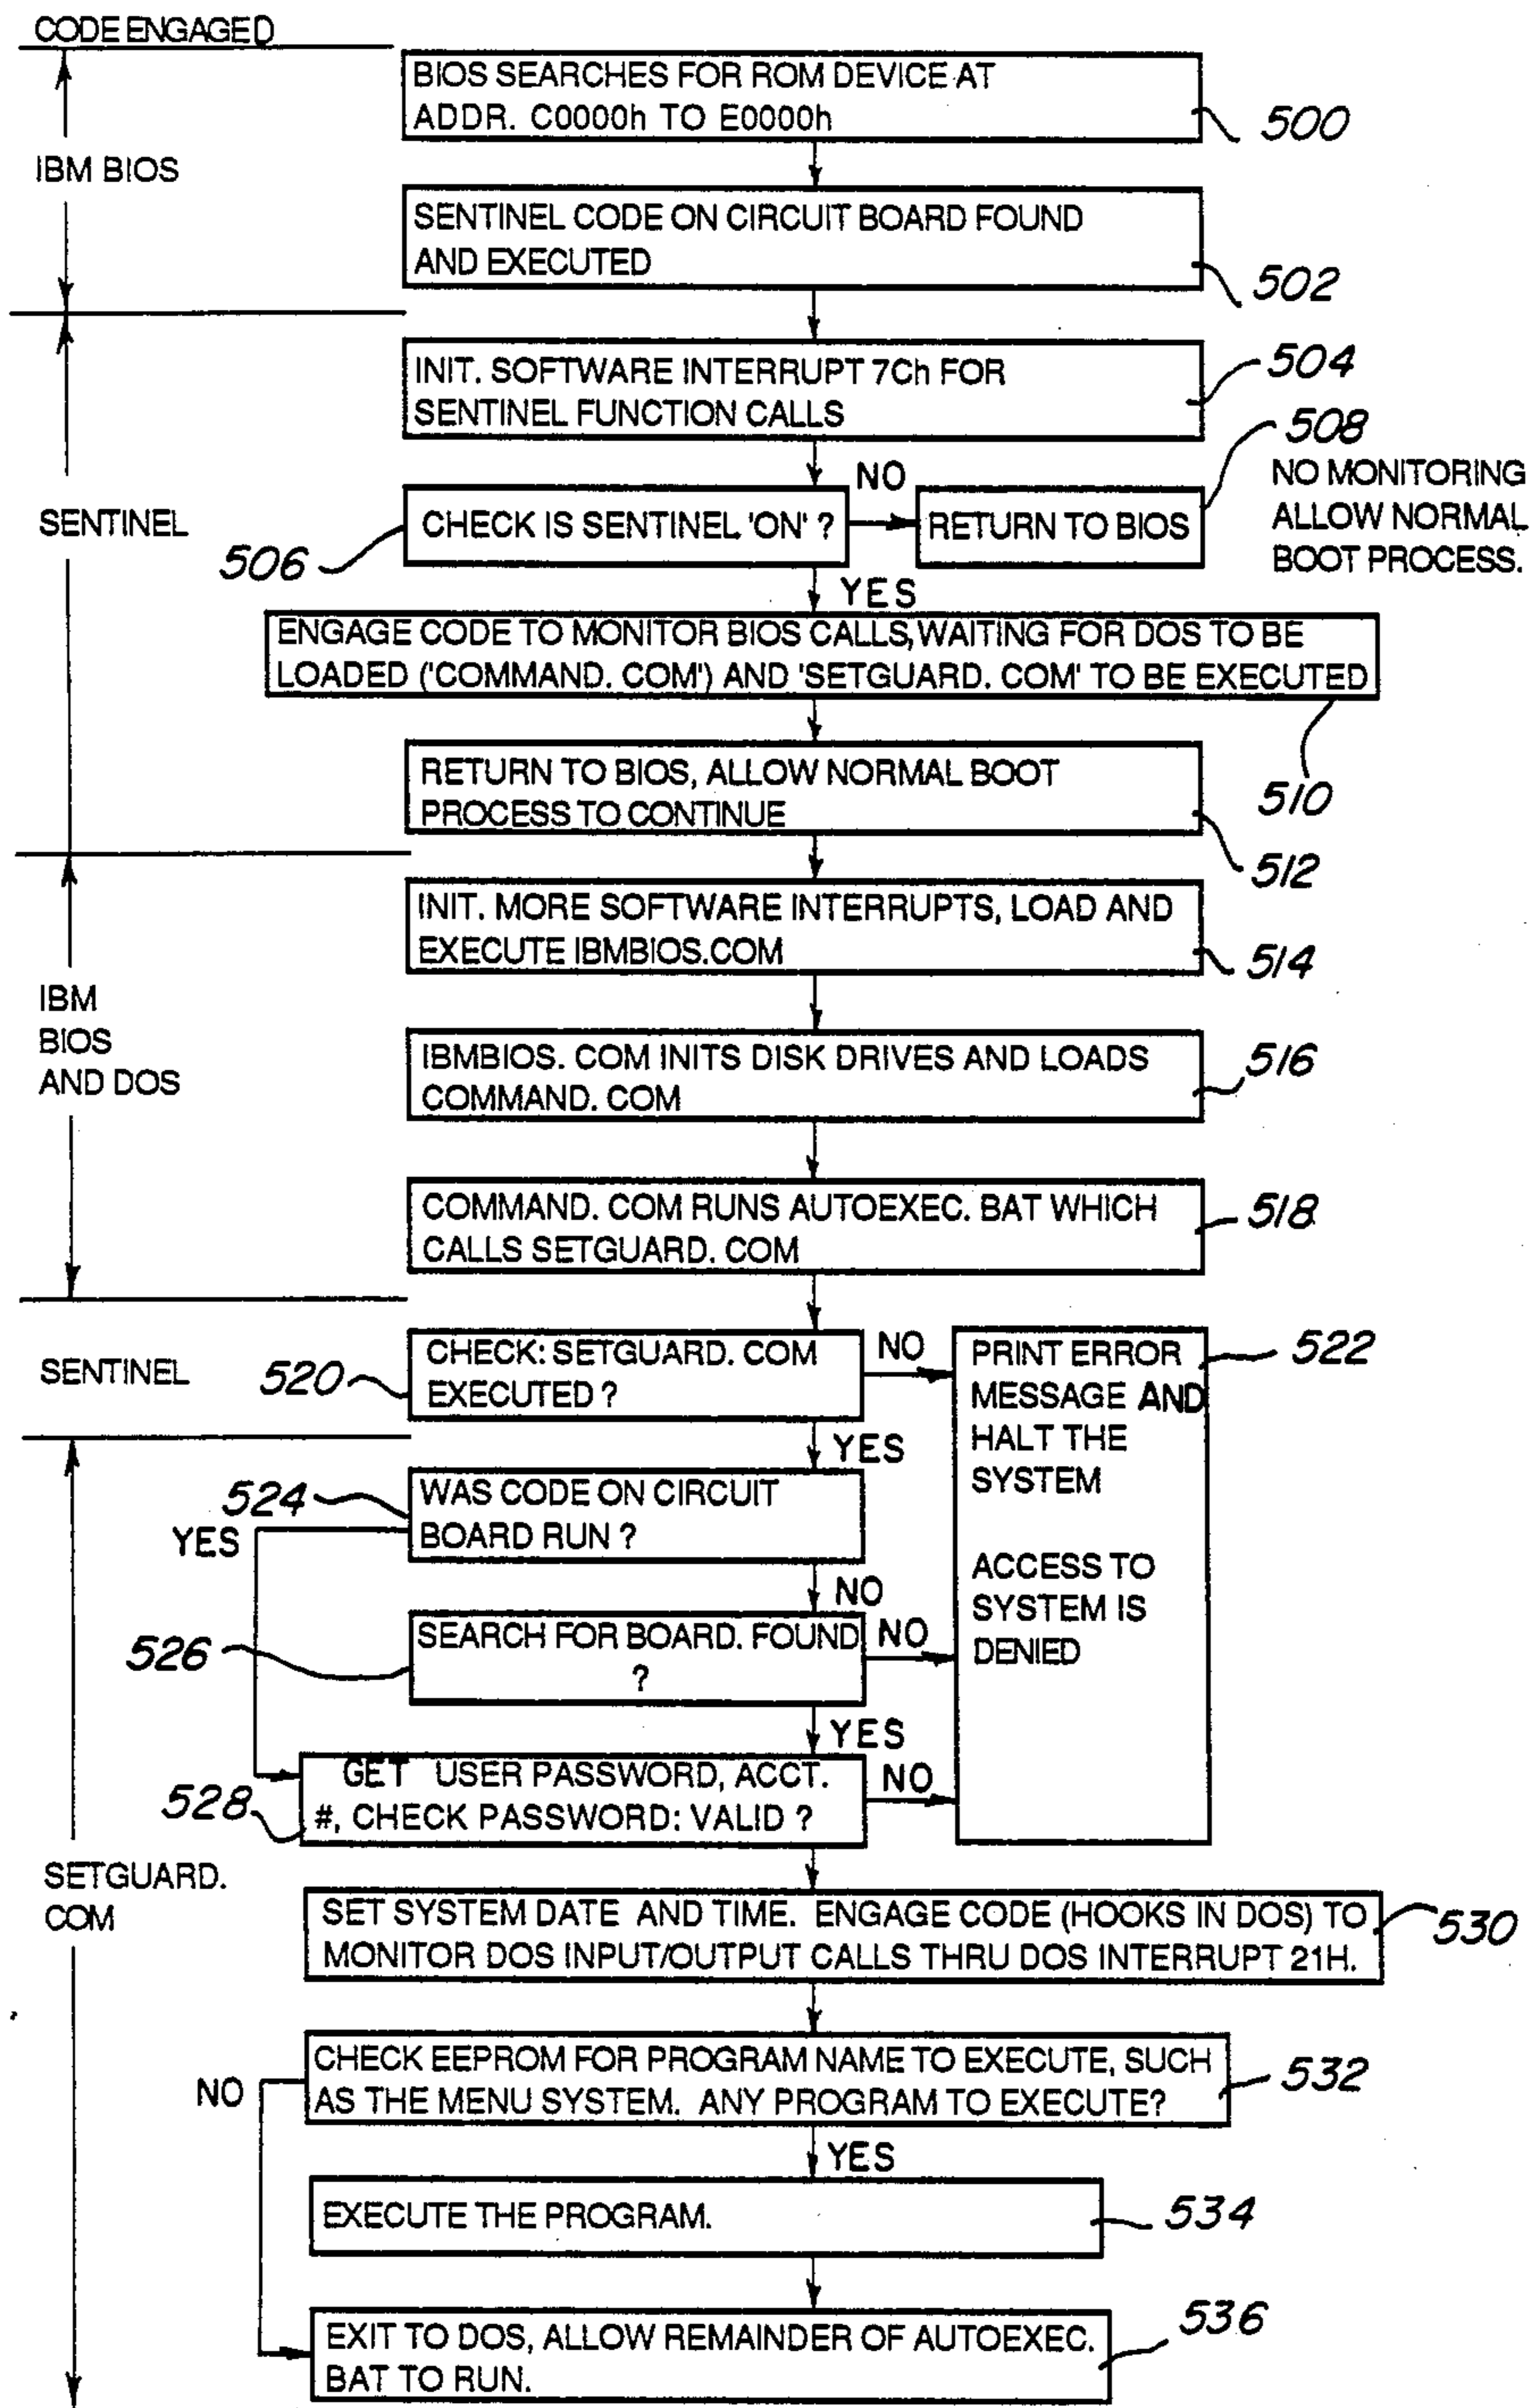 CODE ENGAGED
BIOS SEARCHES FOR ROM DEVICE AT
ADDR. C0000h TO E0000h
500
IBM BIOS
SENTINEL CODE ON CIRCUIT BOARD FOUND
AND EXECUTED
502
INIT. SOFTWARE INTERRUPT 7Ch FOR
SENTINEL FUNCTION CALLS
504
SENTINEL
CHECK IS SENTINEL 'ON' ?
506
NO
RETURN TO BIOS
508
NO MONITORING
ALLOW NORMAL
BOOT PROCESS.
YES
ENGAGE CODE TO MONITOR BIOS CALLS, WAITING FOR DOS TO BE
LOADED ('COMMAND. COM') AND 'SETGUARD. COM' TO BE EXECUTED
510
RETURN TO BIOS, ALLOW NORMAL BOOT
PROCESS TO CONTINUE
512
INIT. MORE SOFTWARE INTERRUPTS, LOAD AND
EXECUTE IBMBIOS.COM
514
IBM
BIOS
AND DOS
IBMBIOS. COM INITS DISK DRIVES AND LOADS
COMMAND. COM
516
COMMAND. COM RUNS AUTOEXEC. BAT WHICH
CALLS SETGUARD. COM
518
SENTINEL
520
CHECK: SETGUARD. COM
EXECUTED ?
NO
PRINT ERROR
MESSAGE AND
HALT THE
SYSTEM
ACCESS TO
SYSTEM IS
DENIED
522
YES
524
WAS CODE ON CIRCUIT
BOARD RUN ?
YES
NO
526
SEARCH FOR BOARD. FOUND
?
NO
YES
528
GET USER PASSWORD, ACCT.
#, CHECK PASSWORD: VALID ?
NO
SETGUARD.
COM
SET SYSTEM DATE AND TIME. ENGAGE CODE (HOOKS IN DOS) TO
MONITOR DOS INPUT/OUTPUT CALLS THRU DOS INTERRUPT 21H.
530
CHECK EEPROM FOR PROGRAM NAME TO EXECUTE, SUCH
AS THE MENU SYSTEM. ANY PROGRAM TO EXECUTE?
532
NO
YES
EXECUTE THE PROGRAM.
534
EXIT TO DOS, ALLOW REMAINDER OF AUTOEXEC.
BAT TO RUN.
536